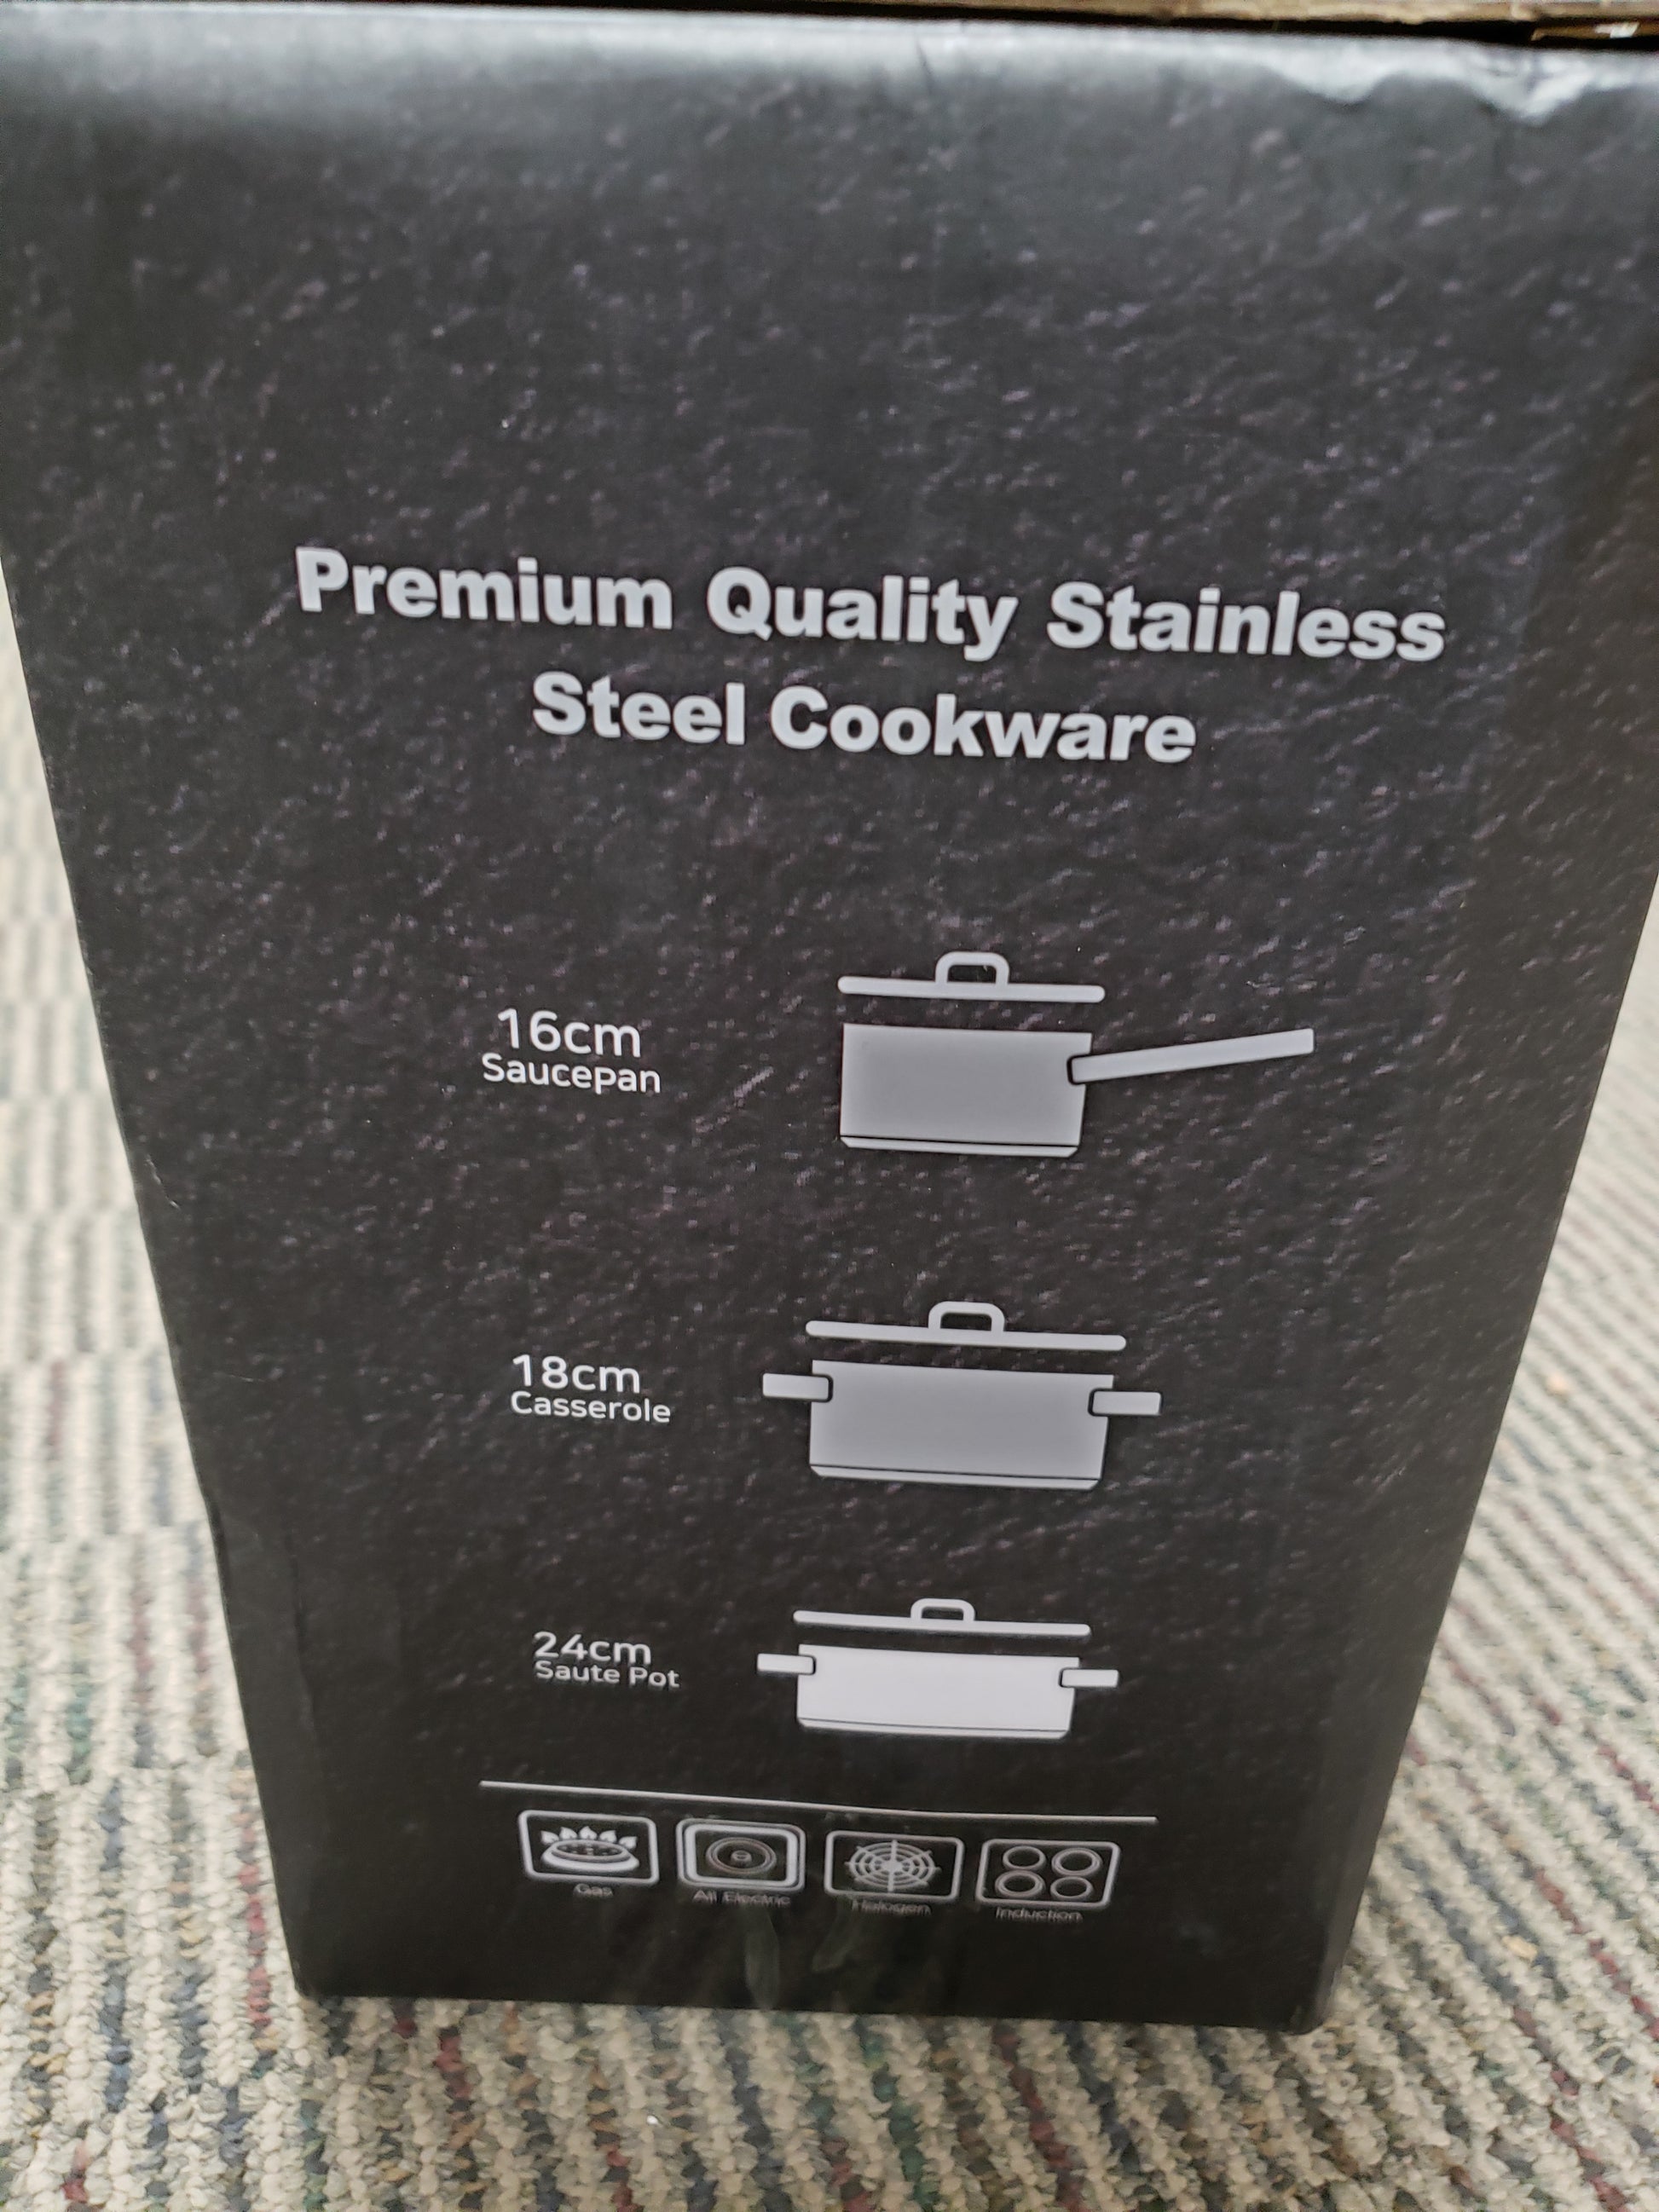 Premium Quality Stainless
Steel Cookware
16cm
Saucepan
18cm
Casserole
24cm
Saute Pot
Gas
All Electric
Halogen
Induction